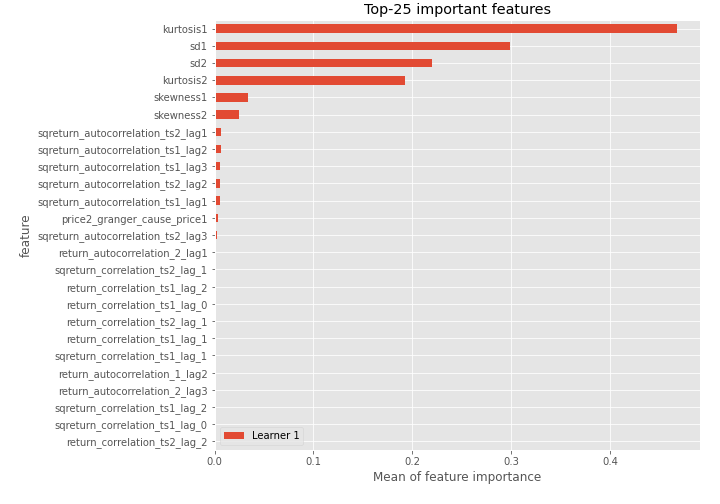 Top-25 important features
kurtosis1
sd1
sd2
kurtosis2
skewness1
skewness2
sqreturn_autocorrelation_ts2_lag1
sqreturn_autocorrelation_ts1_lag2
sqreturn_autocorrelation_ts1_lag3
sqreturn_autocorrelation_ts2_lag2
sqreturn_autocorrelation_ts1_lag1
price2_granger_cause_price1
sqreturn_autocorrelation_ts2_lag3
return_autocorrelation_2_lag1
sqreturn_correlation_ts2_lag_1
return_correlation_ts1_lag_2
return_correlation_ts1_lag_0
return_correlation_ts2_lag_1
return_correlation_ts1_lag_1
sqreturn_correlation_ts1_lag_1
return_autocorrelation_1_lag2
return_autocorrelation_2_lag3
sqreturn_correlation_ts1_lag_2
sqreturn_correlation_ts1_lag_0
return_correlation_ts2_lag_2
feature
Learner 1
0.0 0.1 0.2 0.3 0.4
Mean of feature importance